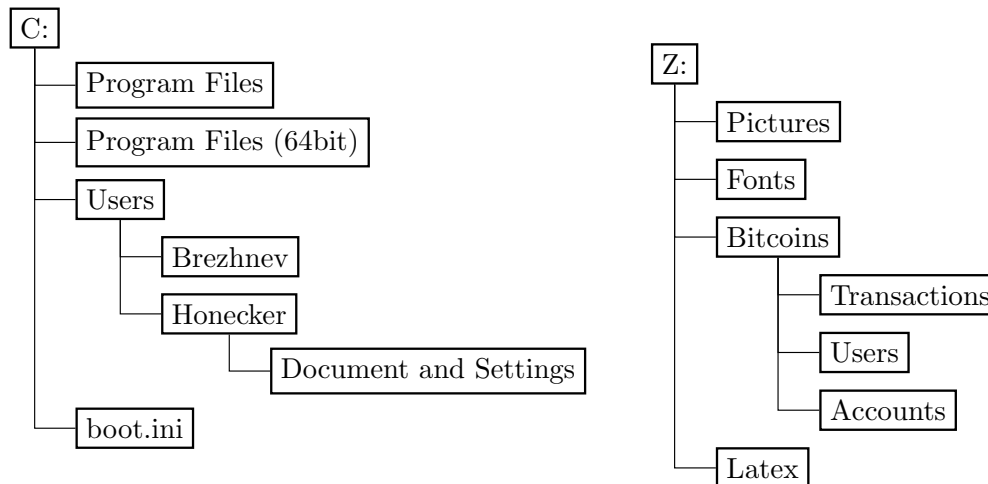 C:
Program Files
Program Files (64bit)
Users
Brezhnev
Honecker
Document and Settings
boot.ini
Z:
Pictures
Fonts
Bitcoins
Transactions
Users
Accounts
Latex